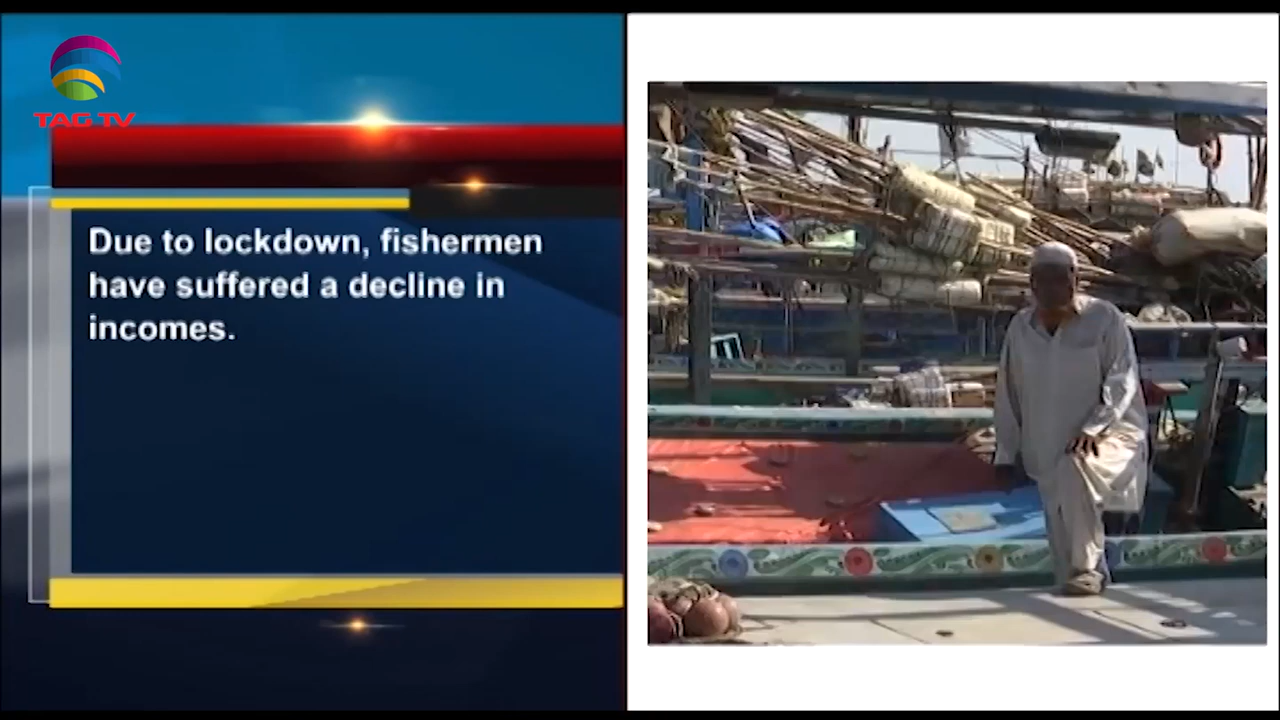 TAG TV
Due to lockdown, fishermen
have suffered a decline in
incomes.